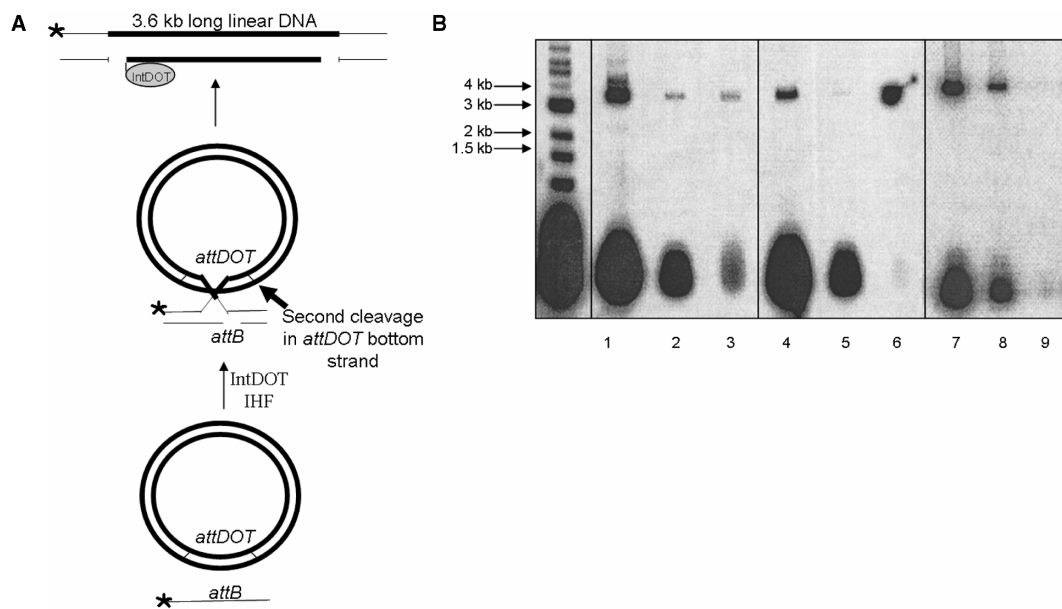 A
3.6 kb long linear DNA
IntDOT
attDOT
Second cleavage
in attDOT bottom
strand
attB
IntDOT
IHF
attDOT
attB
B
4 kb
3 kb
2 kb
1.5 kb
1 2 3 4 5 6 7 8 9